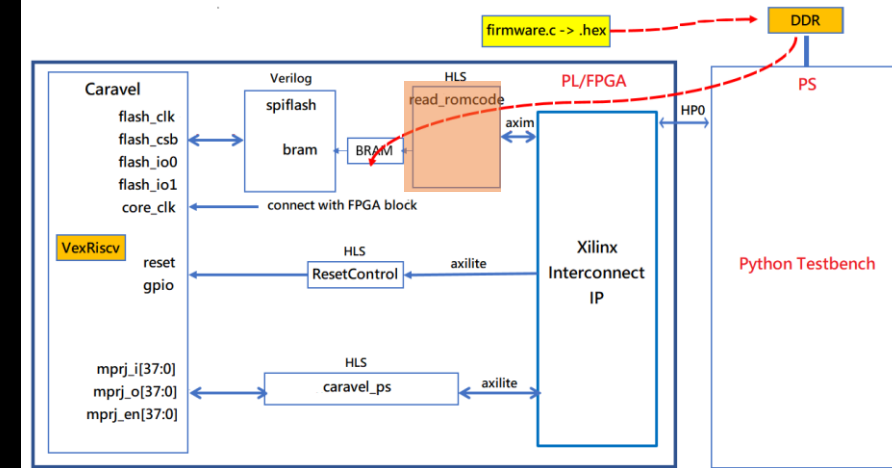 firmware.c -> .hex
DDR
PS
Python Testbench
HP0
PL/FPGA
Caravel
flash_clk
flash_csb
flash_io0
flash_io1
core_clk
VexRiscv
reset
gpio
mprj_i[37:0]
mprj_o[37:0]
mprj_en[37:0]
Verilog
spiflash
bram
BRAM
HLS
read_romcode
axim
connect with FPGA block
HLS
ResetControl
axilite
HLS
caravel_ps
axilite
Xilinx
Interconnect
IP